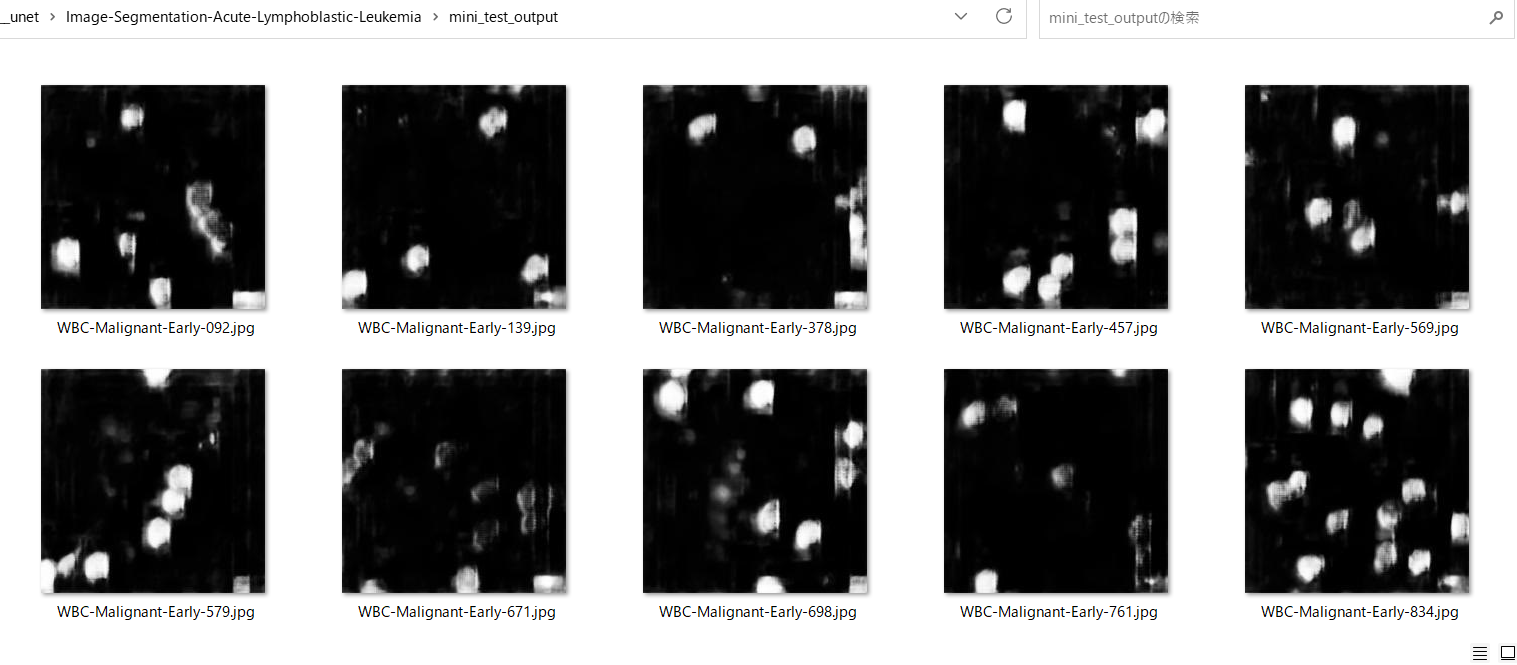 _unet > Image-Segmentation-Acute-Lymphoblastic-Leukemia > mini_test_output
mini_test_outputの検索
WBC-Malignant-Early-092.jpg
WBC-Malignant-Early-139.jpg
WBC-Malignant-Early-378.jpg
WBC-Malignant-Early-457.jpg
WBC-Malignant-Early-569.jpg
WBC-Malignant-Early-579.jpg
WBC-Malignant-Early-671.jpg
WBC-Malignant-Early-698.jpg
WBC-Malignant-Early-761.jpg
WBC-Malignant-Early-834.jpg